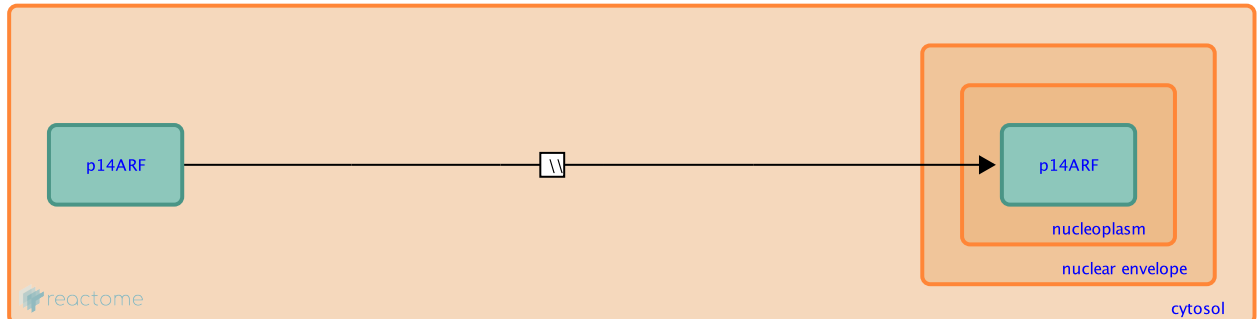 p14ARF
\\
p14ARF
nucleoplasm
nuclear envelope
reactome
cytosol